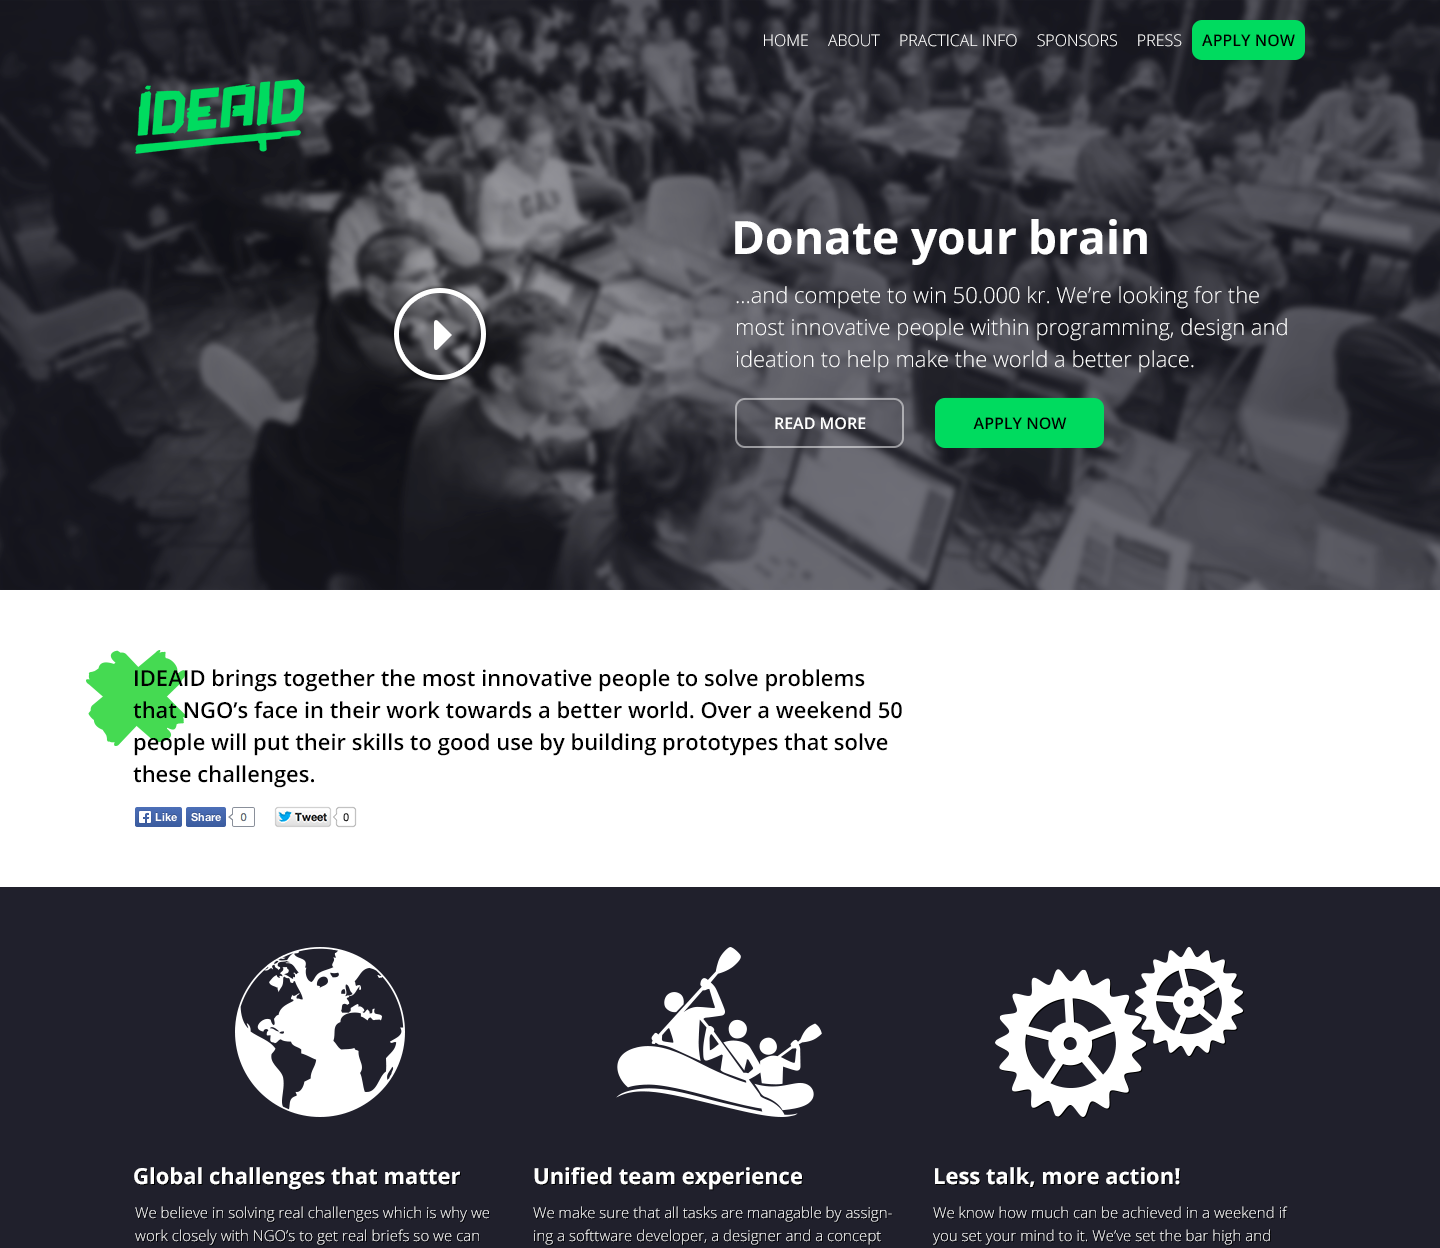 HOME ABOUT PRACTICAL INFO SPONSORS PRESS APPLY NOW
IDEAID
GAP
Donate your brain
...and compete to win 50.000 kr. We’re looking for the
most innovative people within programming, design and
ideation to help make the world a better place.
READ MORE APPLY NOW
IDEAID brings together the most innovative people to solve problems
that NGO’s face in their work towards a better world. Over a weekend 50
people will put their skills to good use by building prototypes that solve
these challenges.
Like Share 0 Tweet 0
Global challenges that matter
We believe in solving real challenges which is why we
work closely with NGO’s to get real briefs so we can
Unified team experience
We make sure that all tasks are managable by assign-
ing a softtware developer, a designer and a concept
Less talk, more action!
We know how much can be achieved in a weekend if
you set your mind to it. We’ve set the bar high and